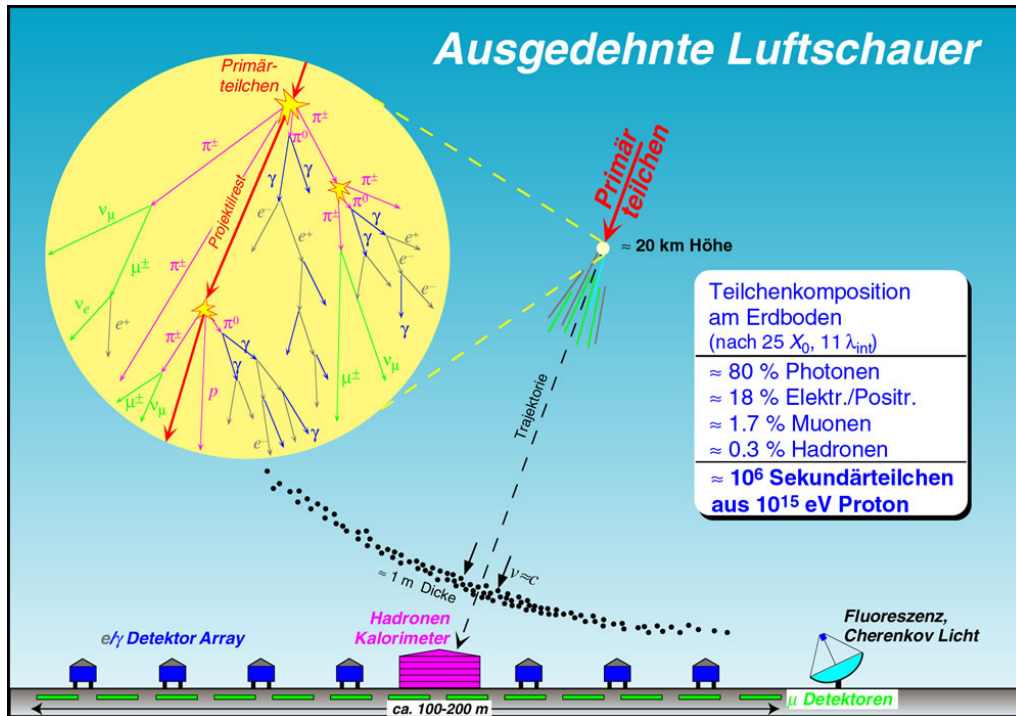 Ausgedehnte Luftschauer
Primär-
teilchen
π±
π±
π⁰
γ
γ
π±
π⁰
π±
Projektilrest
νμ
e⁻
e⁺
γ
γ
e⁺
e⁻
e⁻
π±
μ±
νe
e⁺
γ
π±
π⁰
γ
γ
μ±
νμ
μ±
νμ
p
γ
e⁻
Primär
teilchen
≈ 20 km Höhe
Trajektorie
Teilchenkomposition
am Erdboden
(nach 25 X₀, 11 λint)
≈ 80 % Photonen
≈ 18 % Elektr./Positr.
≈ 1.7 % Muonen
≈ 0.3 % Hadronen
≈ 10⁶ Sekundärteilchen
aus 10¹⁵ eV Proton
≈ 1 m Dicke
v≈c
e/γ Detektor Array
Hadronen
Kalorimeter
Fluoreszenz,
Cherenkov Licht
μ Detektoren
ca. 100-200 m